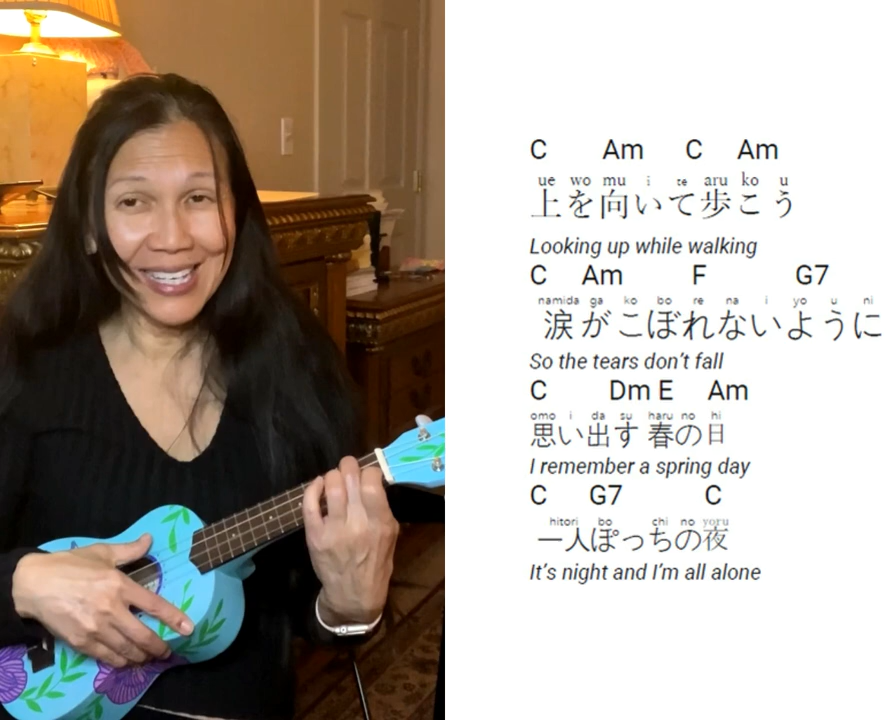 C Am C Am
ue wo mu i te aru ko u
上を向いて歩こう
Looking up while walking
C Am F G7
namida ga ko bo re na i yo u ni
涙がこぼれないように
So the tears don't fall
C Dm E Am
omo i da su haru no hi
思い出す 春の日
I remember a spring day
C G7 C
hitori bo chi no yoru
一人ぽっちの夜
It's night and I'm all alone